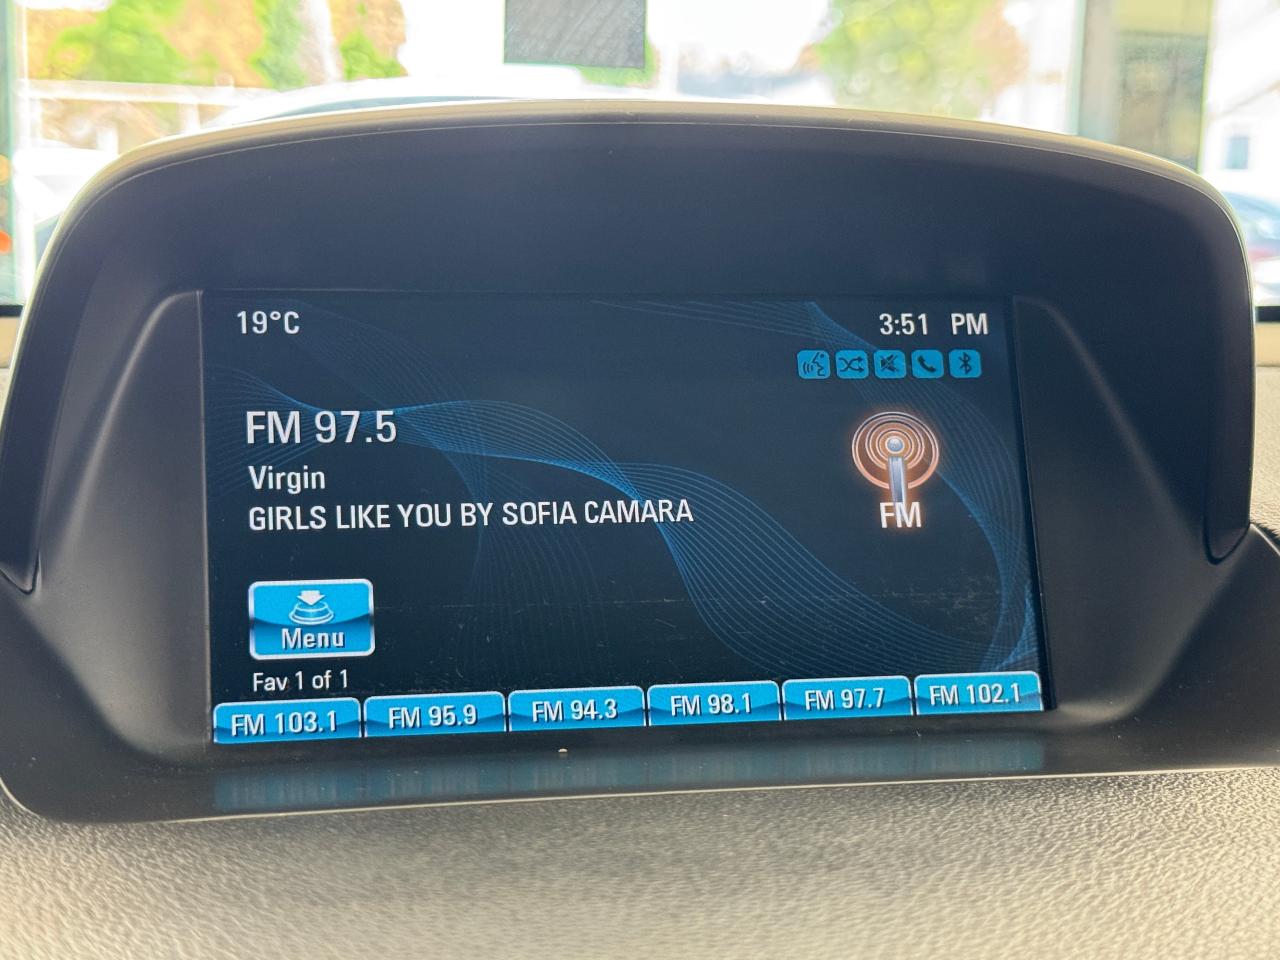 19°C
3:51 PM
FM 97.5
Virgin
GIRLS LIKE YOU BY SOFIA CAMARA
FM
Menu
Fav 1 of 1
FM 103.1
FM 95.9
FM 94.3
FM 98.1
FM 97.7
FM 102.1